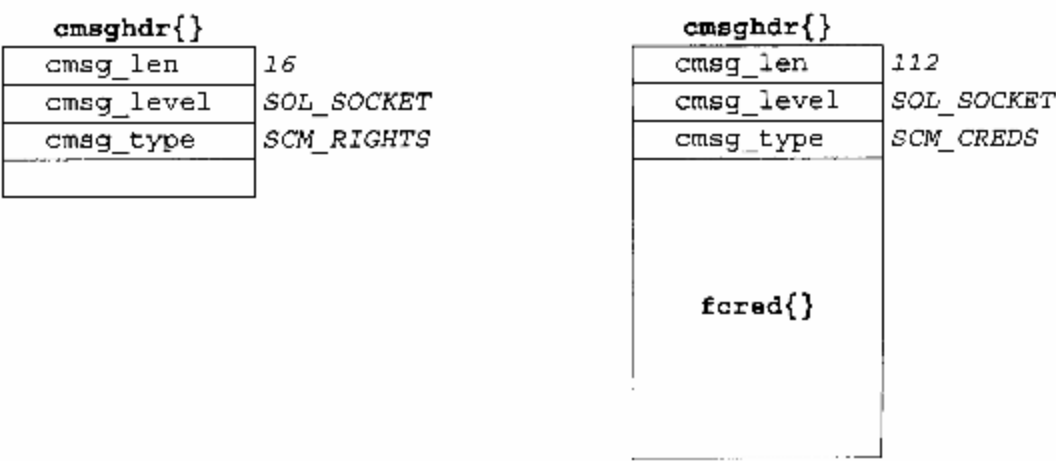 cmsghdr{}
cmsg_len 16
cmsg_level SOL_SOCKET
cmsg_type SCM_RIGHTS
cmsghdr{}
cmsg_len 112
cmsg_level SOL_SOCKET
cmsg_type SCM_CREDS
fcred{}